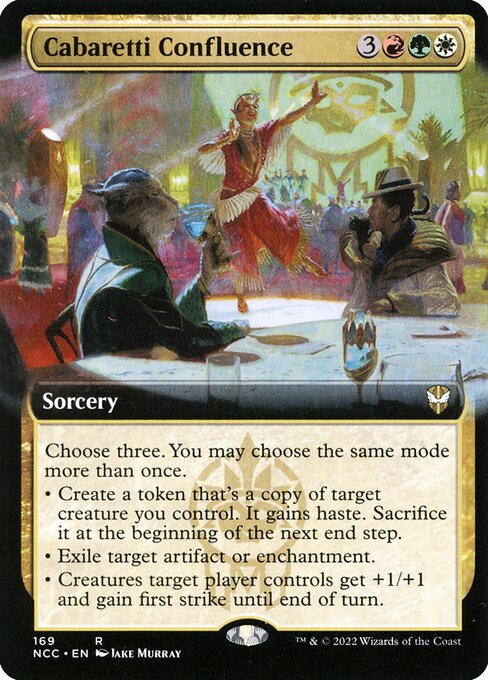 Cabaretti Confluence 3
Sorcery
Choose three. You may choose the same mode
more than once.
• Create a token that's a copy of target
creature you control. It gains haste. Sacrifice
it at the beginning of the next end step.
• Exile target artifact or enchantment.
• Creatures target player controls get +1/+1
and gain first strike until end of turn.
169 R
NCC • EN JAKE MURRAY
™ & © 2022 Wizards of the Coast